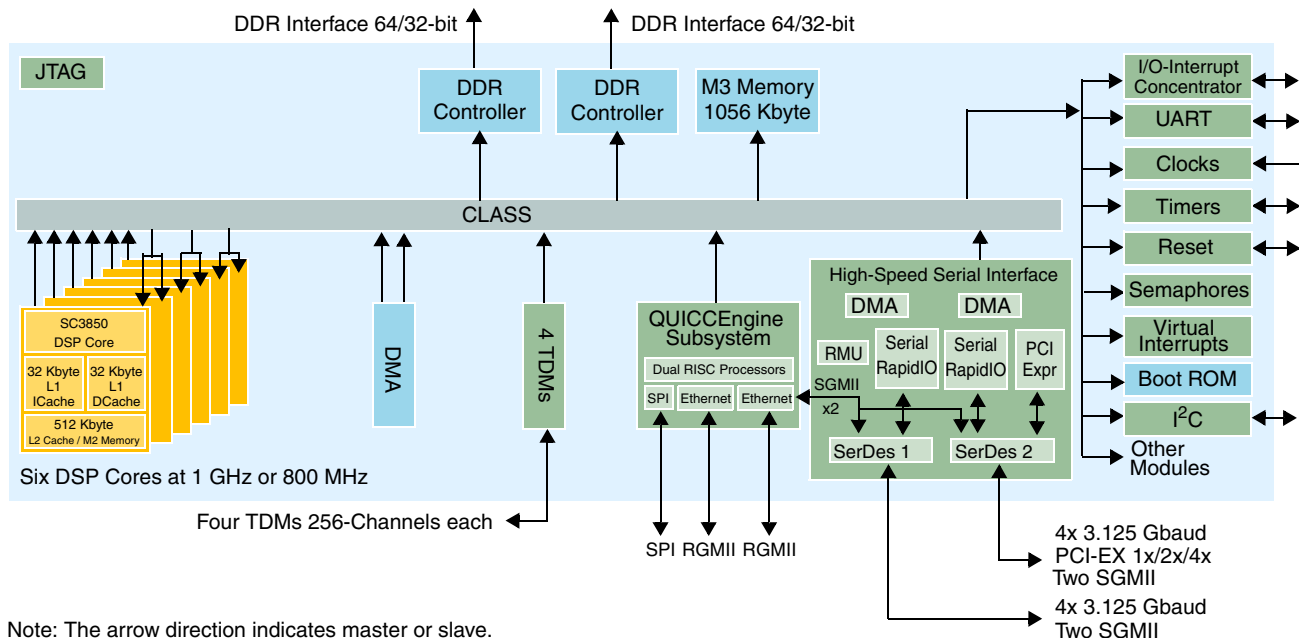 DDR Interface 64/32-bit
DDR Interface 64/32-bit
JTAG
DDR
Controller
DDR
Controller
M3 Memory
1056 Kbyte
I/O-Interrupt
Concentrator
UART
Clocks
Timers
Reset
Semaphores
Virtual
Interrupts
Boot ROM
I²C
Other
Modules
CLASS
SC3850
DSP Core
32 Kbyte
L1
ICache
32 Kbyte
L1
DCache
512 Kbyte
L2 Cache / M2 Memory
Six DSP Cores at 1 GHz or 800 MHz
DMA
4 TDMs
Four TDMs 256-Channels each
QUICCEngine
Subsystem
Dual RISC Processors
SPI
Ethernet
Ethernet
SPI
RGMII
RGMII
High-Speed Serial Interface
DMA
DMA
RMU
Serial
RapidIO
Serial
RapidIO
PCI
Expr
SGMII
x2
SerDes 1
SerDes 2
4x 3.125 Gbaud
PCI-EX 1x/2x/4x
Two SGMII
4x 3.125 Gbaud
Two SGMII
Note: The arrow direction indicates master or slave.